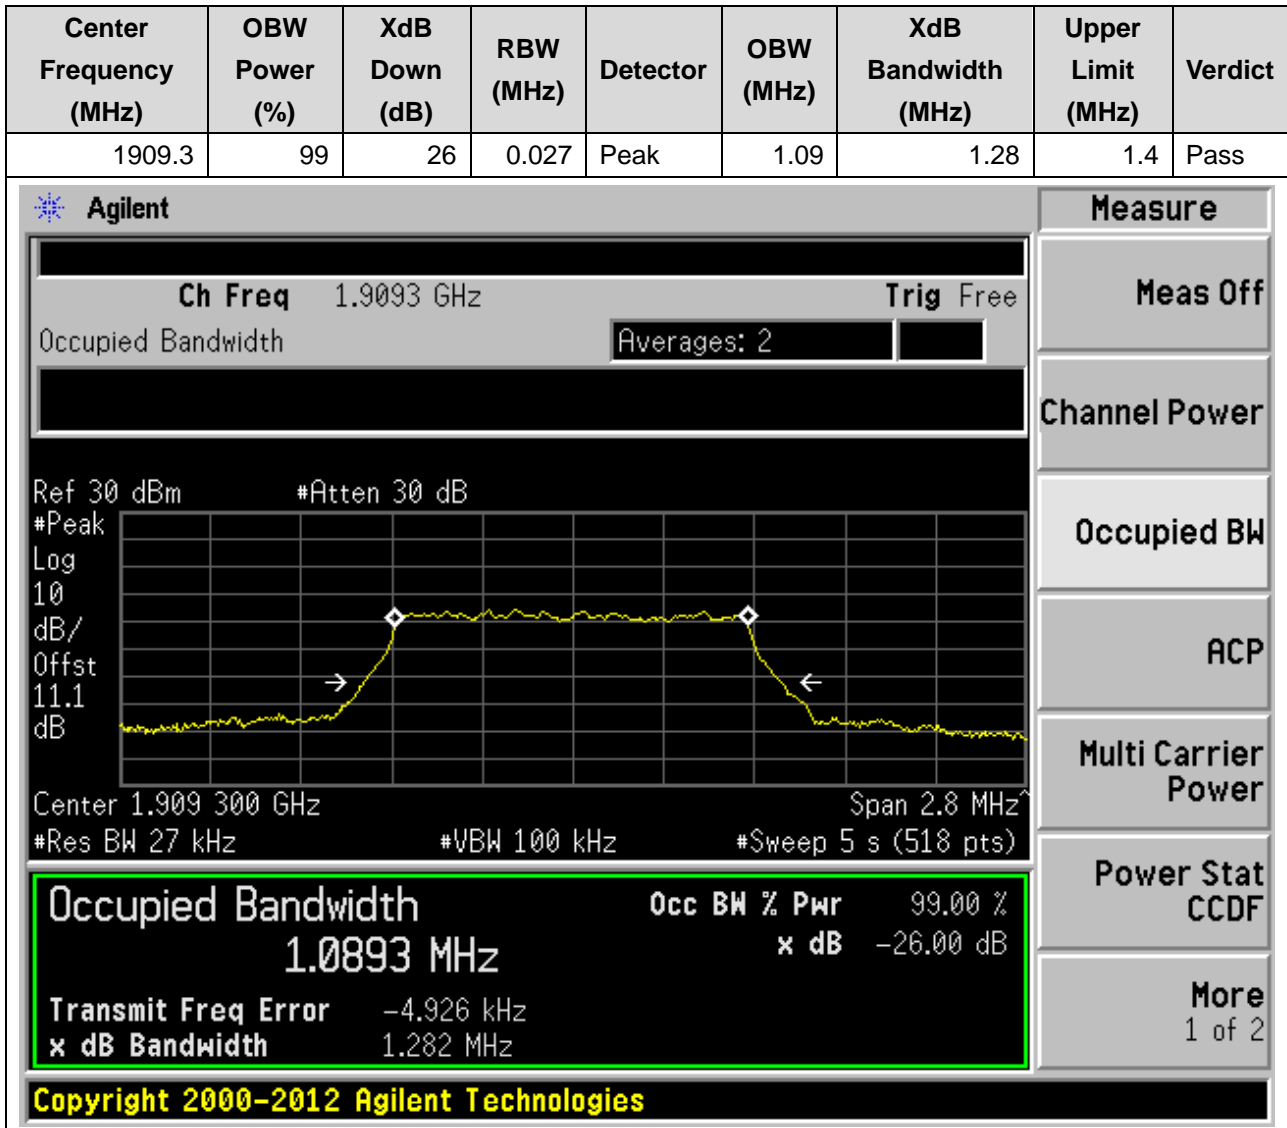 Center Frequency (MHz) OBW Power (%) XdB Down (dB) RBW (MHz) Detector OBW (MHz) XdB Bandwidth (MHz) Upper Limit (MHz) Verdict
1909.3 99 26 0.027 Peak 1.09 1.28 1.4 Pass
Agilent
Measure
Ch Freq 1.9093 GHz Trig Free
Meas Off
Occupied Bandwidth Averages: 2
Channel Power
Ref 30 dBm #Atten 30 dB
#Peak
Log
10
dB/
Offst
11.1
dB
Occupied BW
ACP
Multi Carrier
Power
Center 1.909 300 GHz Span 2.8 MHz^
#Res BW 27 kHz #VBW 100 kHz #Sweep 5 s (518 pts)
Power Stat
CCDF
Occupied Bandwidth Occ BW % Pwr 99.00 %
1.0893 MHz x dB -26.00 dB
Transmit Freq Error -4.926 kHz
x dB Bandwidth 1.282 MHz
More
1 of 2
Copyright 2000-2012 Agilent Technologies